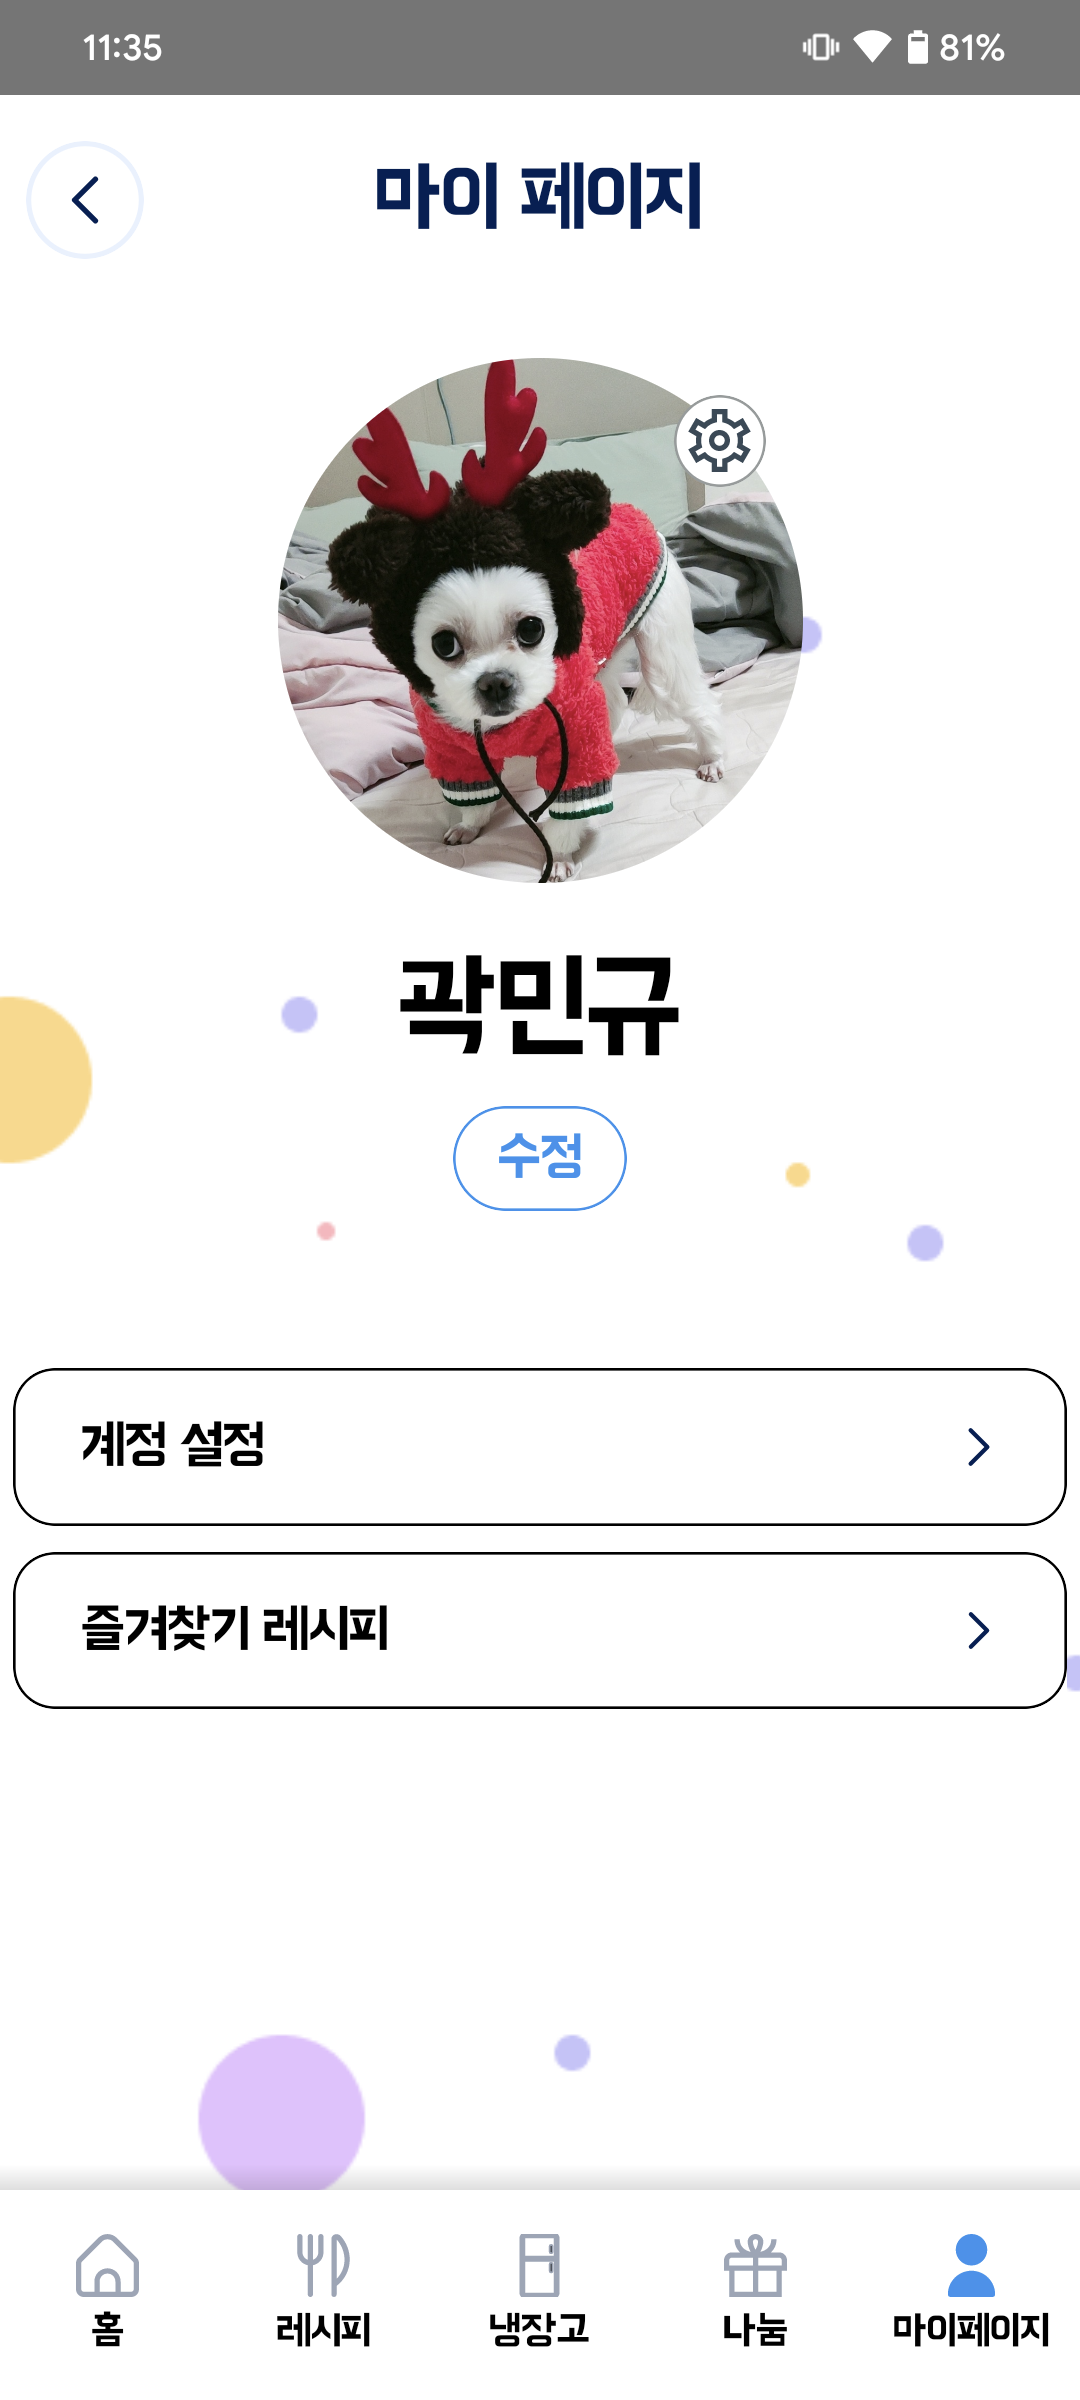 11:35
81%
마이 페이지
곽민규
수정
계정 설정
즐겨찾기 레시피
홈
레시피
냉장고
나눔
마이페이지